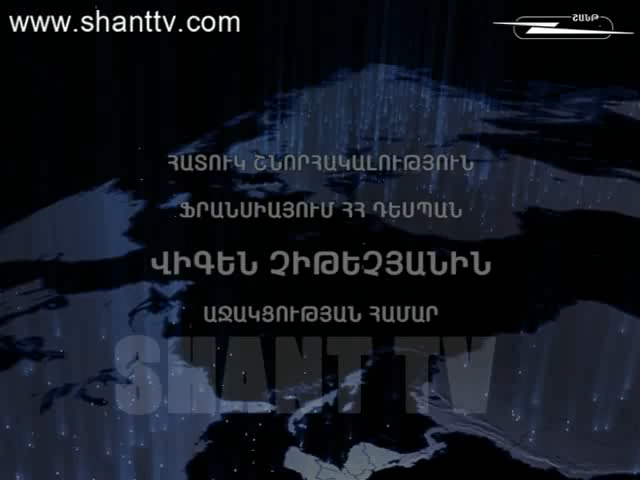 www.shanttv.com
ՇԱՆԹ
ՀԱՏՈՒԿ ՇՆՈՐՀԱԿԱԼՈՒԹՅՈՒՆ
ՖՐԱՆՍԻԱՅՈՒՄ ՀՀ ԴԵՍՊԱՆ
ՎԻԳԵՆ ՉԻԹԵՉՅԱՆԻՆ
ԱՋԱԿՑՈՒԹՅԱՆ ՀԱՄԱՐ
SHANT TV